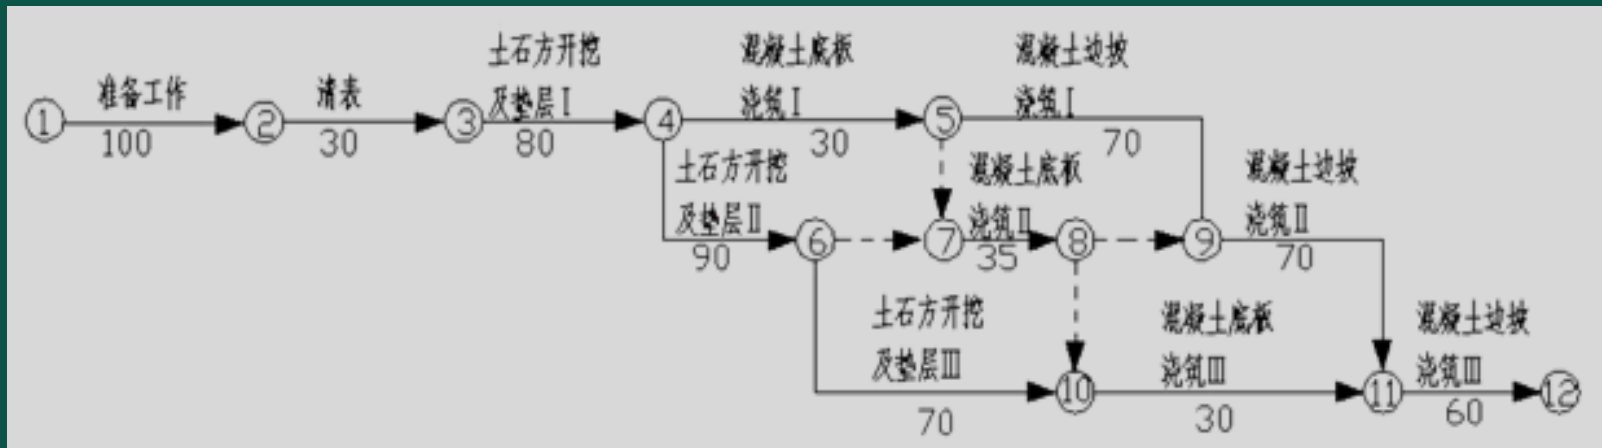 土石方开挖
及垫层Ⅰ
混凝土底板
浇筑Ⅰ
混凝土边坡
浇筑Ⅰ
准备工作
清表
① ② ③ ④ ⑤
100
30
80
30
70
土石方开挖
及垫层Ⅱ
混凝土底板
浇筑Ⅱ
混凝土边坡
浇筑Ⅱ
⑥ ⑦ ⑧ ⑨
90
35
70
土石方开挖
及垫层Ⅲ
混凝土底板
浇筑Ⅲ
混凝土边坡
浇筑Ⅲ
⑩ ⑪ ⑫
70
30
60